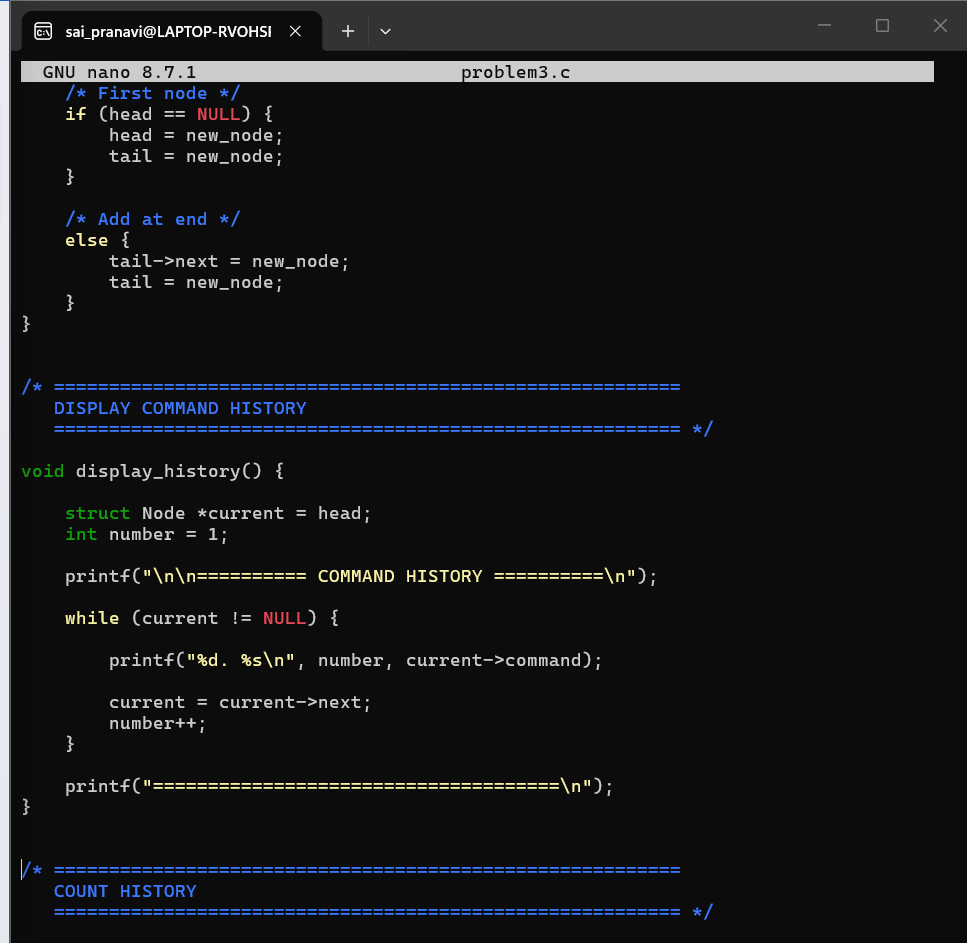 sai_pranavi@LAPTOP-RVOHSI
GNU nano 8.7.1 problem3.c
/* First node */
if (head == NULL) {
head = new_node;
tail = new_node;
}
/* Add at end */
else {
tail->next = new_node;
tail = new_node;
}
}
/* =========================================================
DISPLAY COMMAND HISTORY
========================================================= */
void display_history() {
struct Node *current = head;
int number = 1;
printf("\n\n========== COMMAND HISTORY ==========\n");
while (current != NULL) {
printf("%d. %s\n", number, current->command);
current = current->next;
number++;
}
printf("=====================================\n");
}
/* =========================================================
COUNT HISTORY
========================================================= */